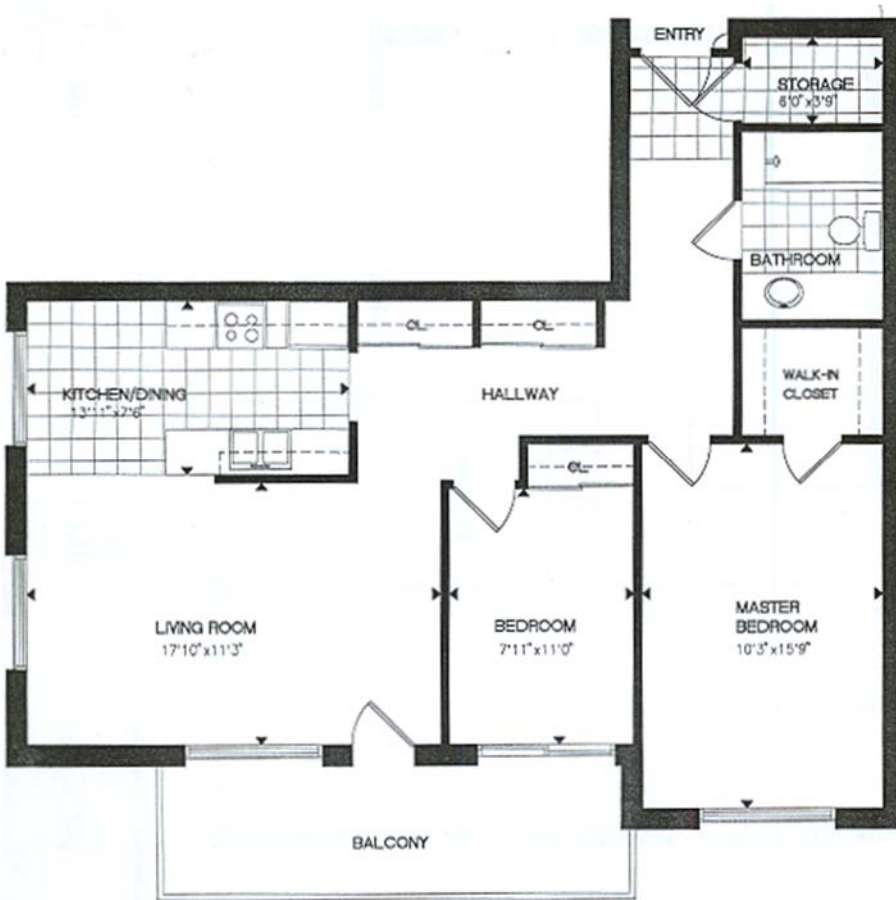 ENTRY
STORAGE
6'0"x3'9"
BATHROOM
CL
CL
KITCHEN/DINING
13'11"x7'6"
HALLWAY
WALK-IN
CLOSET
CL
LIVING ROOM
17'10"x11'3"
BEDROOM
7'11"x11'0"
MASTER
BEDROOM
10'3"x15'9"
BALCONY